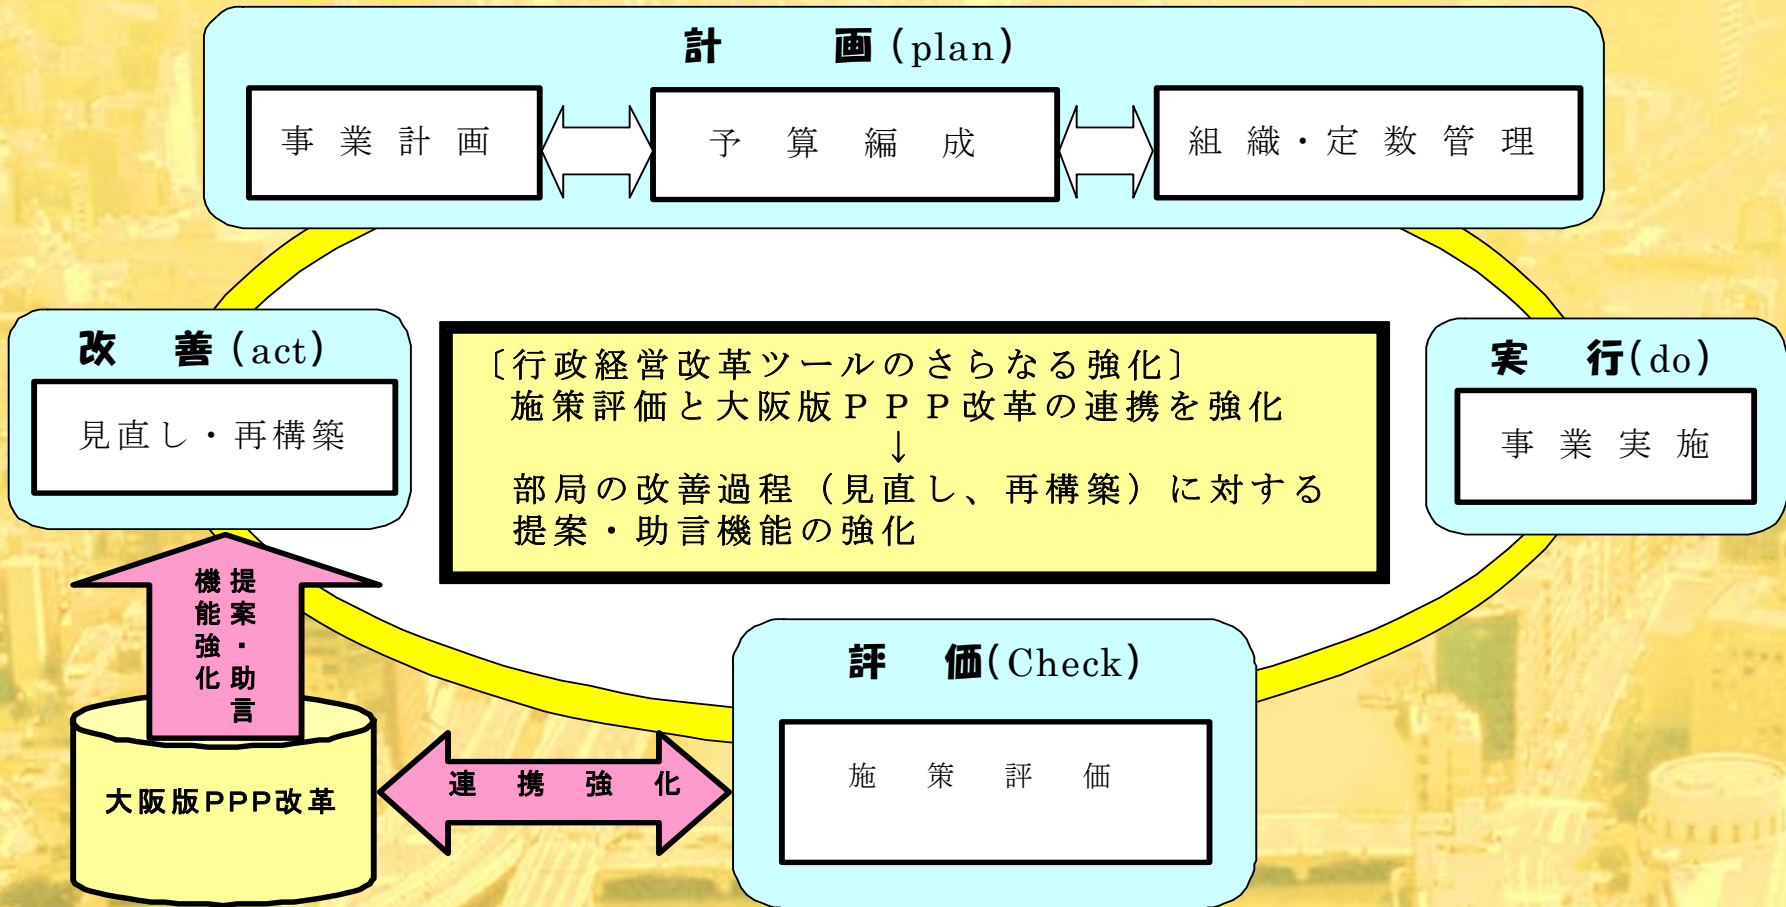 計　画(plan)
事業計画
予算編成
組織・定数管理
改　善(act)
見直し・再構築
〔行政経営改革ツールのさらなる強化〕
施策評価と大阪版ＰＰＰ改革の連携を強化
↓
部局の改善過程（見直し、再構築）に対する
提案・助言機能の強化
実　行(do)
事業実施
提案・助言
機能強化
評　価(Check)
施策評価
連携強化
大阪版PPP改革